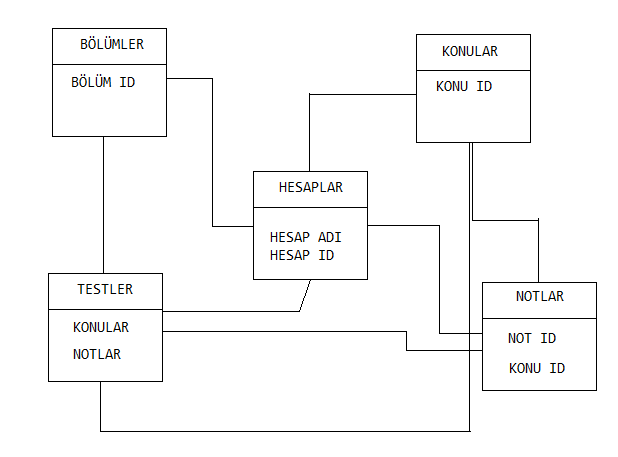 BÖLÜMLER
BÖLÜM ID
KONULAR
KONU ID
HESAPLAR
HESAP ADI
HESAP ID
TESTLER
KONULAR
NOTLAR
NOTLAR
NOT ID
KONU ID